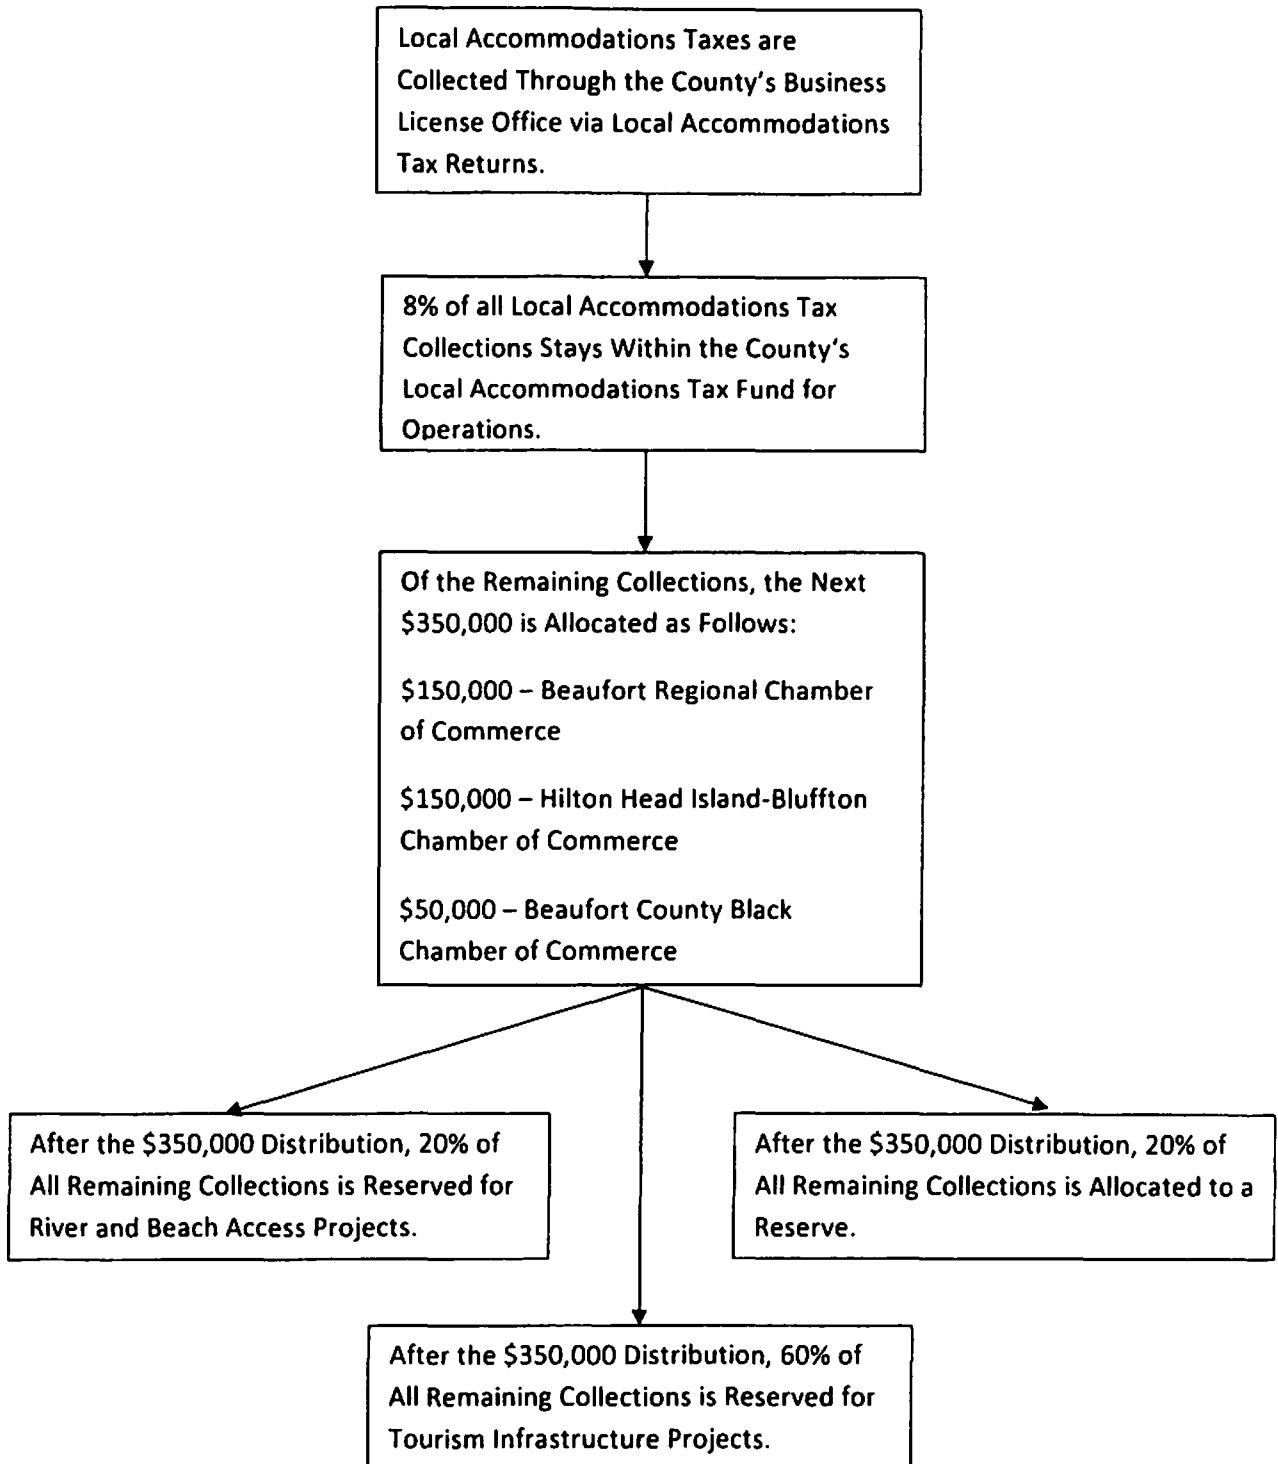 Local Accommodations Taxes are
Collected Through the County's Business
License Office via Local Accommodations
Tax Returns.
8% of all Local Accommodations Tax
Collections Stays Within the County's
Local Accommodations Tax Fund for
Operations.
Of the Remaining Collections, the Next
$350,000 is Allocated as Follows:
$150,000 – Beaufort Regional Chamber
of Commerce
$150,000 – Hilton Head Island-Bluffton
Chamber of Commerce
$50,000 – Beaufort County Black
Chamber of Commerce
After the $350,000 Distribution, 20% of
All Remaining Collections is Reserved for
River and Beach Access Projects.
After the $350,000 Distribution, 20% of
All Remaining Collections is Allocated to a
Reserve.
After the $350,000 Distribution, 60% of
All Remaining Collections is Reserved for
Tourism Infrastructure Projects.